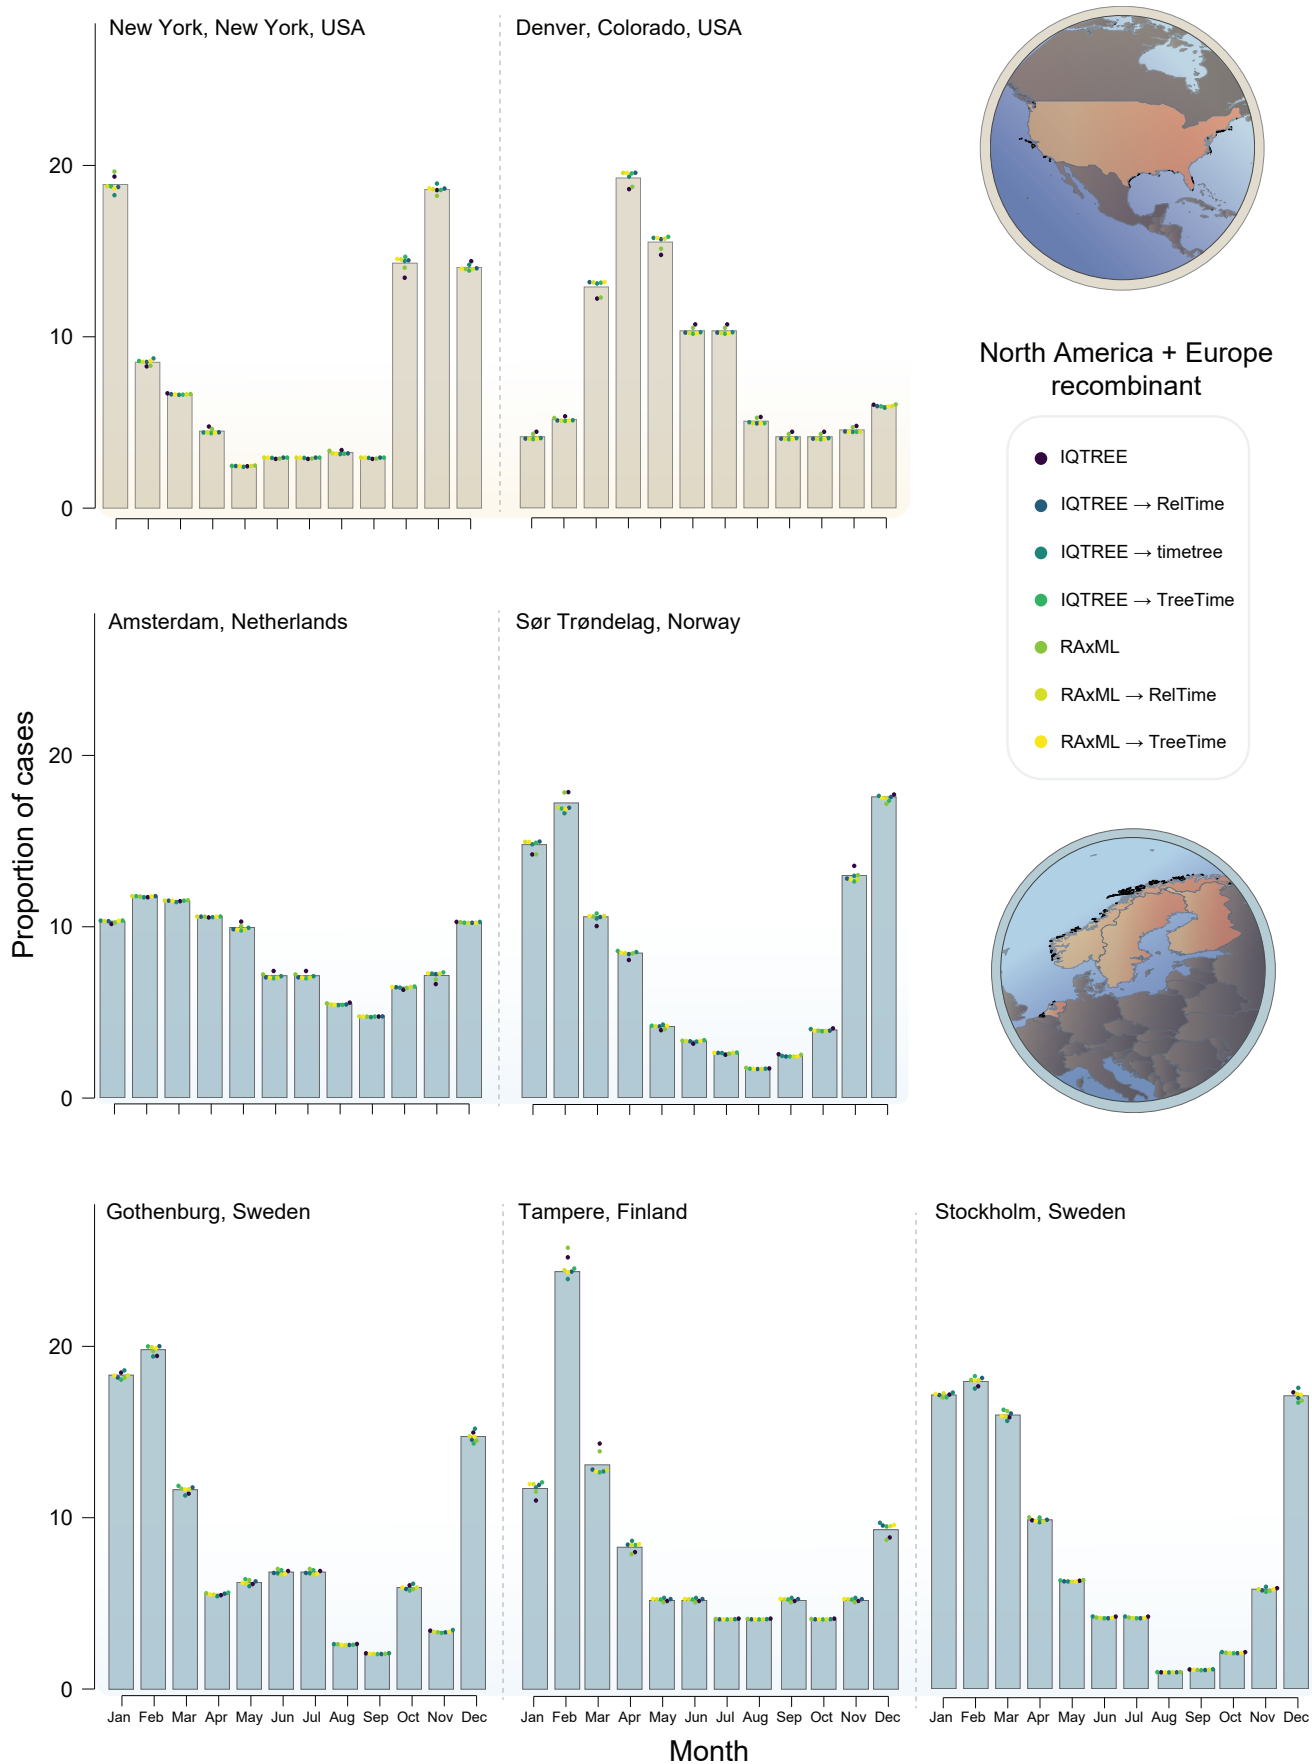 New York, New York, USA
Denver, Colorado, USA
20
10
0
North America + Europe
recombinant
IQTREE
IQTREE → RelTime
IQTREE → timetree
IQTREE → TreeTime
RAxML
RAxML → RelTime
RAxML → TreeTime
Amsterdam, Netherlands
Sør Trøndelag, Norway
20
10
0
Proportion of cases
Gothenburg, Sweden
Tampere, Finland
Stockholm, Sweden
20
10
0
Jan Feb Mar Apr May Jun Jul Aug Sep Oct Nov Dec
Jan Feb Mar Apr May Jun Jul Aug Sep Oct Nov Dec
Jan Feb Mar Apr May Jun Jul Aug Sep Oct Nov Dec
Month